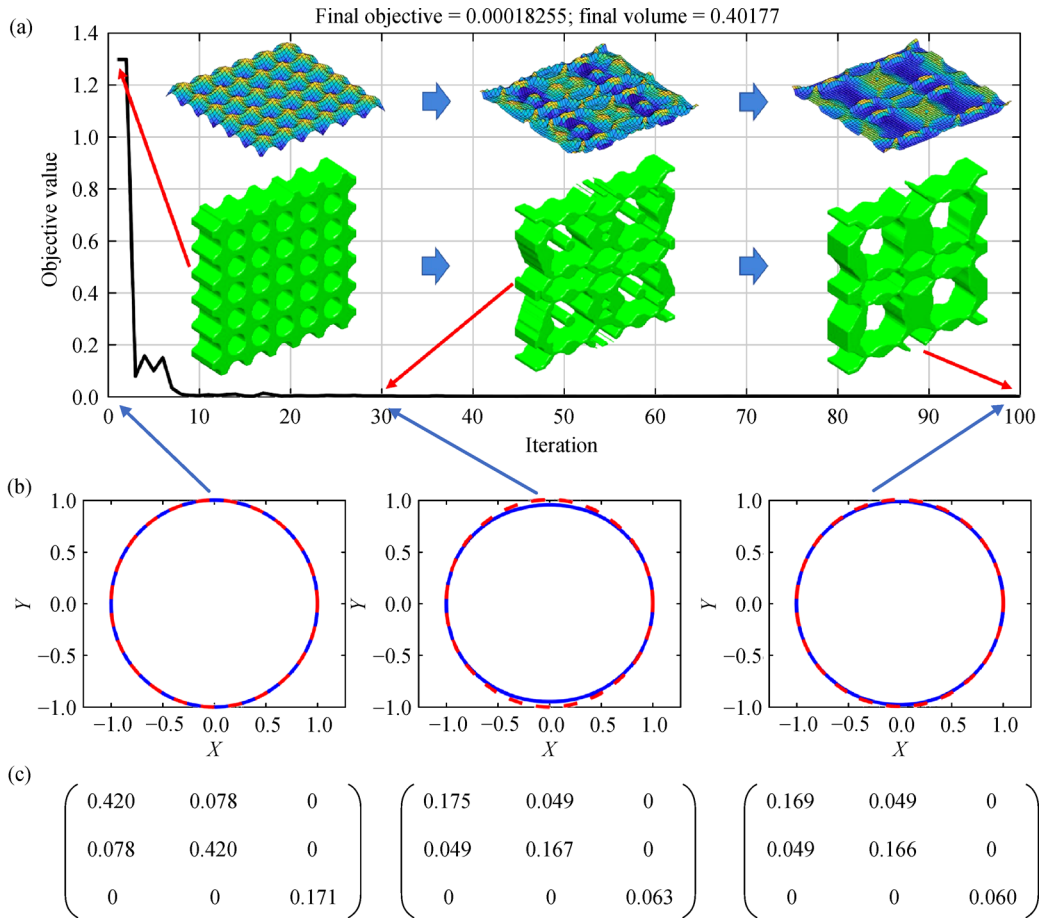 Final objective = 0.00018255; final volume = 0.40177
(a)
1.4
1.2
1.0
0.8
0.6
0.4
0.2
0.0
Objective value
0 10 20 30 40 50 60 70 80 90 100
Iteration
(b)
1.0
0.5
0.0
−0.5
−1.0
Y
−1.0 −0.5 0.0 0.5 1.0
X
1.0
0.5
0.0
−0.5
−1.0
Y
−1.0 −0.5 0.0 0.5 1.0
X
1.0
0.5
0.0
−0.5
−1.0
Y
−1.0 −0.5 0.0 0.5 1.0
X
(c)
0.420 0.078 0
0.078 0.420 0
0 0 0.171
0.175 0.049 0
0.049 0.167 0
0 0 0.063
0.169 0.049 0
0.049 0.166 0
0 0 0.060